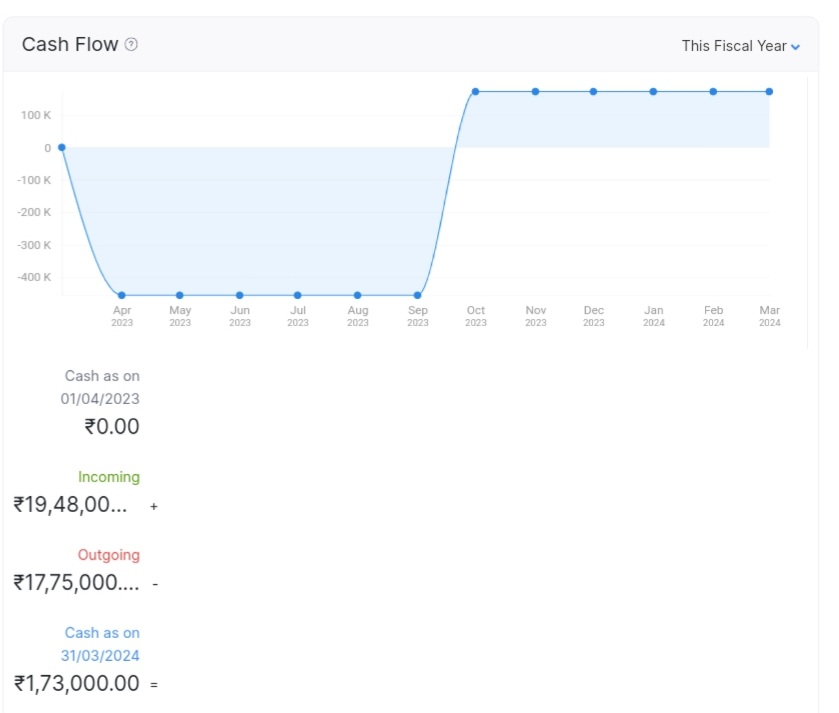 Cash Flow ?
This Fiscal Year
100 K
0
-100 K
-200 K
-300 K
-400 K
Apr May Jun Jul Aug Sep Oct Nov Dec Jan Feb Mar
2023 2023 2023 2023 2023 2023 2023 2023 2023 2024 2024 2024
Cash as on
01/04/2023
₹0.00
Incoming
₹19,48,00... +
Outgoing
₹17,75,000.... -
Cash as on
31/03/2024
₹1,73,000.00 =